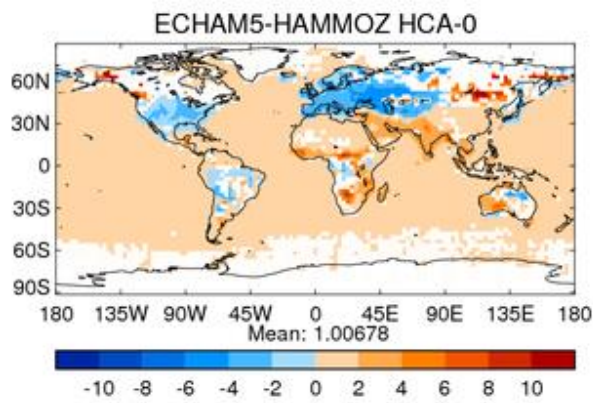 ECHAM5-HAMMOZ HCA-0
60N
30N
0
30S
60S
90S
180 135W 90W 45W 0 45E 90E 135E 180
Mean: 1.00678
-10 -8 -6 -4 -2 0 2 4 6 8 10